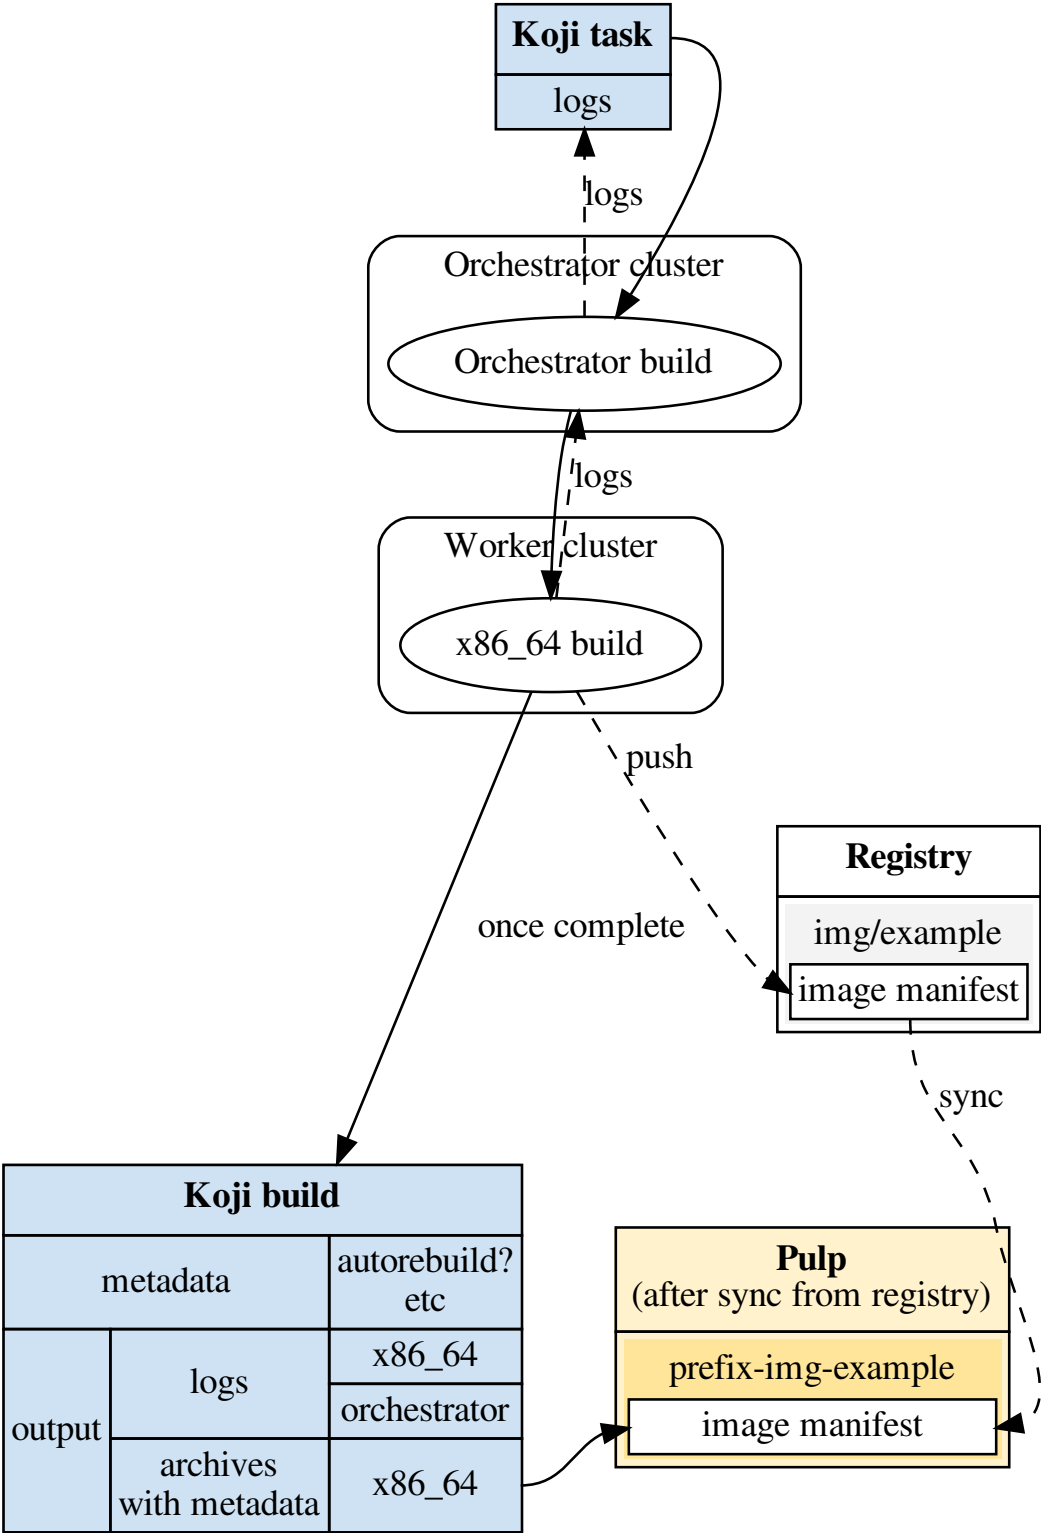 Koji task
logs
logs
Orchestrator cluster
Orchestrator build
logs
Worker cluster
x86_64 build
push
Registry
img/example
image manifest
once complete
sync
Koji build
metadata
autorebuild?
etc
output
logs
x86_64
orchestrator
archives
with metadata
x86_64
Pulp
(after sync from registry)
prefix-img-example
image manifest